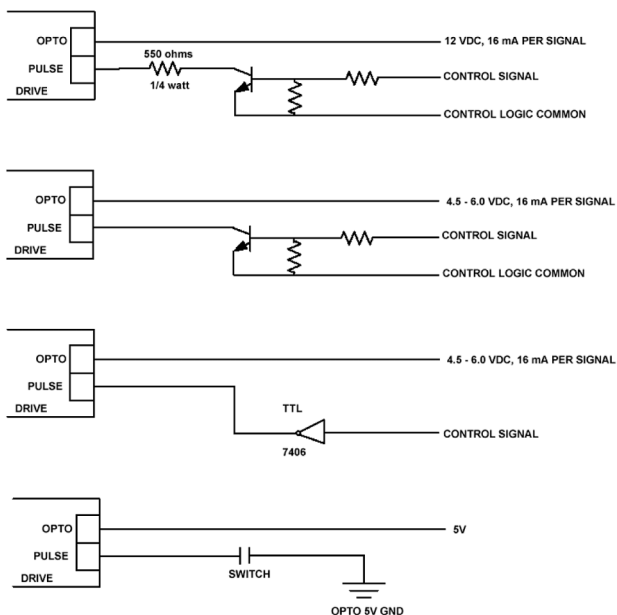 OPTO
12 VDC, 16 mA PER SIGNAL
550 ohms
PULSE
1/4 watt
CONTROL SIGNAL
DRIVE
CONTROL LOGIC COMMON
OPTO
4.5 - 6.0 VDC, 16 mA PER SIGNAL
PULSE
CONTROL SIGNAL
DRIVE
CONTROL LOGIC COMMON
OPTO
4.5 - 6.0 VDC, 16 mA PER SIGNAL
PULSE
DRIVE
TTL
7406
CONTROL SIGNAL
OPTO
5V
PULSE
SWITCH
DRIVE
OPTO 5V GND